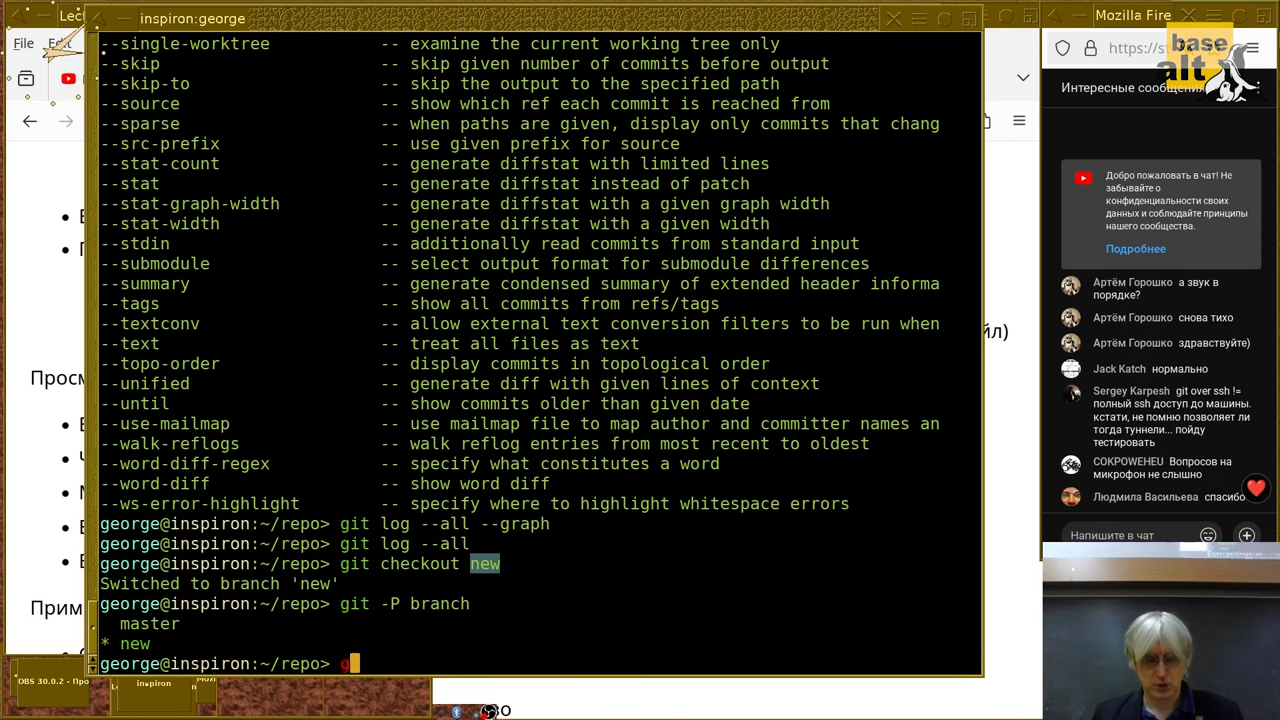 Lect
inspiron:george
Mozilla Fire
File
Edit
https://s
base
alt
Интересные сообщения
--single-worktree -- examine the current working tree only
--skip -- skip given number of commits before output
--skip-to -- skip the output to the specified path
--source -- show which ref each commit is reached from
--sparse -- when paths are given, display only commits that chang
--src-prefix -- use given prefix for source
--stat-count -- generate diffstat with limited lines
--stat -- generate diffstat instead of patch
--stat-graph-width -- generate diffstat with a given graph width
--stat-width -- generate diffstat with a given width
--stdin -- additionally read commits from standard input
--submodule -- select output format for submodule differences
--summary -- generate condensed summary of extended header informa
--tags -- show all commits from refs/tags
--textconv -- allow external text conversion filters to be run when
--text -- treat all files as text
--topo-order -- display commits in topological order
--unified -- generate diff with given lines of context
--until -- show commits older than given date
--use-mailmap -- use mailmap file to map author and committer names an
--walk-reflogs -- walk reflog entries from most recent to oldest
--word-diff-regex -- specify what constitutes a word
--word-diff -- show word diff
--ws-error-highlight -- specify where to highlight whitespace errors
george@inspiron:~/repo> git log --all --graph
george@inspiron:~/repo> git log --all
george@inspiron:~/repo> git checkout new
Switched to branch 'new'
george@inspiron:~/repo> git -P branch
master
* new
george@inspiron:~/repo> g
Просм
Прим
йл)
OBS 30.0.2 - Про
inspiron
Добро пожаловать в чат! Не
забывайте о
конфиденциальности своих
данных и соблюдайте принципы
нашего сообщества.
Подробнее
Артём Горошко а звук в
порядке?
Артём Горошко снова тихо
Артём Горошко здравствуйте)
Jack Katch нормально
Sergey Karpesh git over ssh !=
полный ssh доступ до машины.
кстати, не помню позволяет ли
тогда туннели... пойду
тестировать
COKPOWEHEU Вопросов на
микрофон не слышно
Людмила Васильева спасибо
Напишите в чат